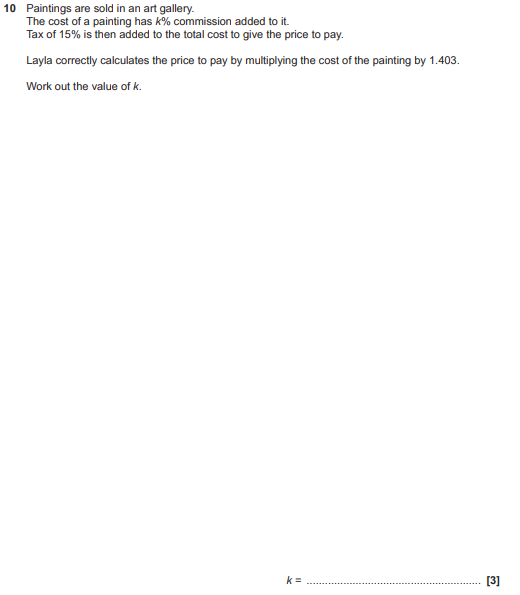 10 Paintings are sold in an art gallery.
The cost of a painting has k% commission added to it.
Tax of 15% is then added to the total cost to give the price to pay.
Layla correctly calculates the price to pay by multiplying the cost of the painting by 1.403.
Work out the value of k.
k = .......................................................... [3]